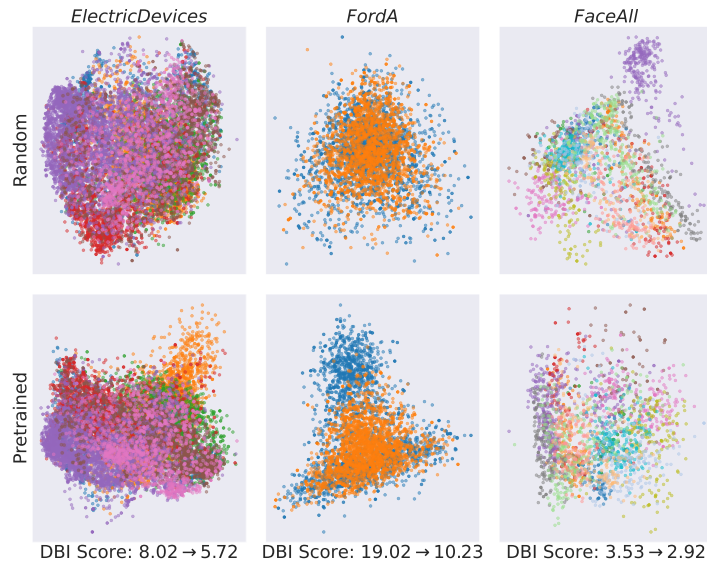 ElectricDevices
FordA
FaceAll
Random
Pretrained
DBI Score: 8.02→5.72
DBI Score: 19.02→10.23
DBI Score: 3.53→2.92